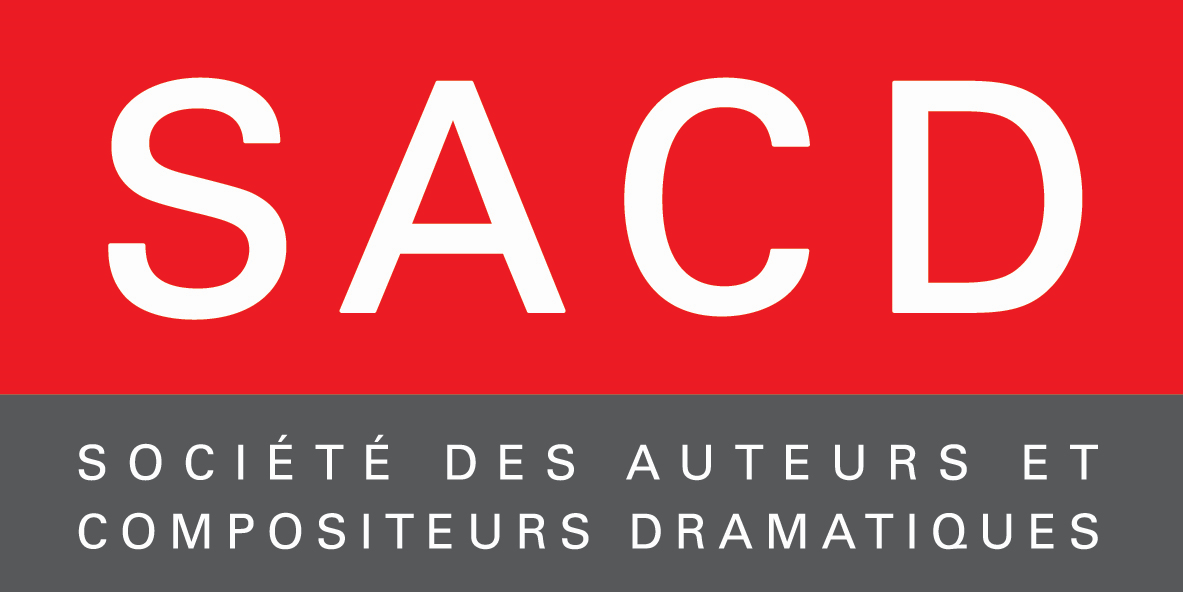 SACD
SOCIÉTÉ DES AUTEURS ET
COMPOSITEURS DRAMATIQUES